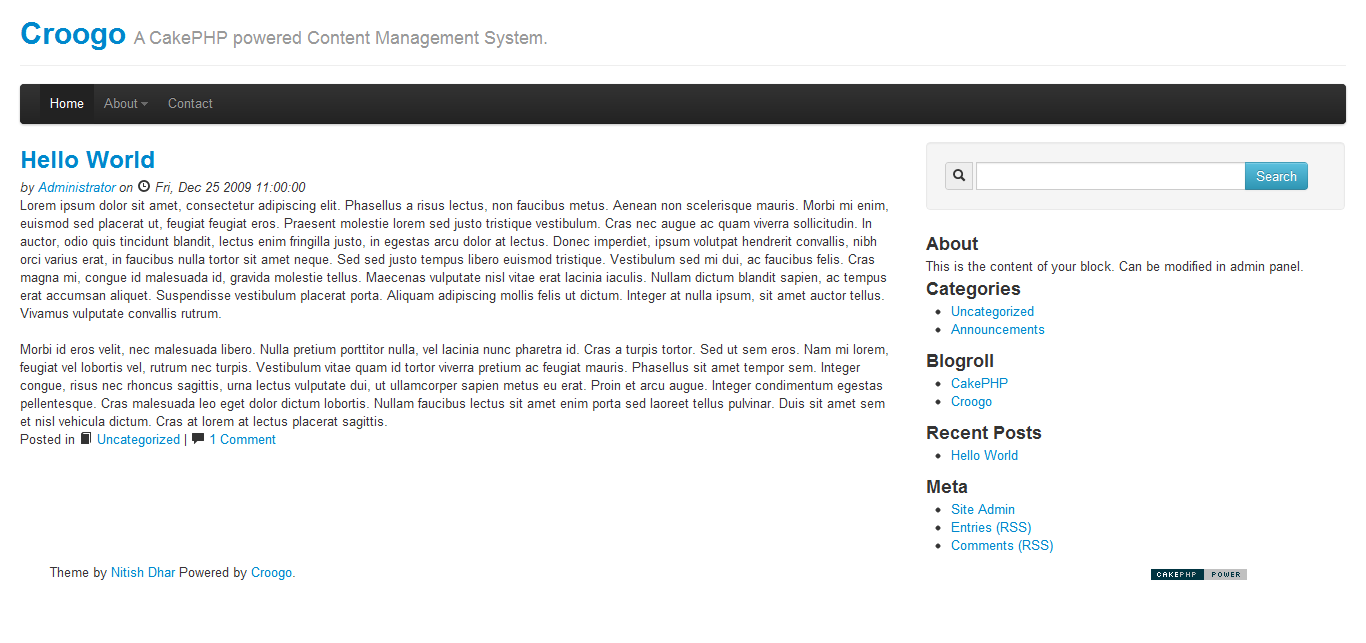 Croogo A CakePHP powered Content Management System.
Home About Contact
Hello World
by Administrator on Fri, Dec 25 2009 11:00:00
Lorem ipsum dolor sit amet, consectetur adipiscing elit. Phasellus a risus lectus, non faucibus metus. Aenean non scelerisque mauris. Morbi mi enim,
euismod sed placerat ut, feugiat feugiat eros. Praesent molestie lorem sed justo tristique vestibulum. Cras nec augue ac quam viverra sollicitudin. In
auctor, odio quis tincidunt blandit, lectus enim fringilla justo, in egestas arcu dolor at lectus. Donec imperdiet, ipsum volutpat hendrerit convallis, nibh
orci varius erat, in faucibus nulla tortor sit amet neque. Sed sed justo tempus libero euismod tristique. Vestibulum sed mi dui, ac faucibus felis. Cras
magna mi, congue id malesuada id, gravida molestie tellus. Maecenas vulputate nisl vitae erat lacinia iaculis. Nullam dictum blandit sapien, ac tempus
erat accumsan aliquet. Suspendisse vestibulum placerat porta. Aliquam adipiscing mollis felis ut dictum. Integer at nulla ipsum, sit amet auctor tellus.
Vivamus vulputate convallis rutrum.
Morbi id eros velit, nec malesuada libero. Nulla pretium porttitor nulla, vel lacinia nunc pharetra id. Cras a turpis tortor. Sed ut sem eros. Nam mi lorem,
feugiat vel lobortis vel, rutrum nec turpis. Vestibulum vitae quam id tortor viverra pretium ac feugiat mauris. Phasellus sit amet tempor sem. Integer
congue, risus nec rhoncus sagittis, urna lectus vulputate dui, ut ullamcorper sapien metus eu erat. Proin et arcu augue. Integer condimentum egestas
pellentesque. Cras malesuada leo eget dolor dictum lobortis. Nullam faucibus lectus sit amet enim porta sed laoreet tellus pulvinar. Duis sit amet sem
et nisl vehicula dictum. Cras at lorem at lectus placerat sagittis.
Posted in Uncategorized | 1 Comment
Search
About
This is the content of your block. Can be modified in admin panel.
Categories
Uncategorized
Announcements
Blogroll
CakePHP
Croogo
Recent Posts
Hello World
Meta
Site Admin
Entries (RSS)
Comments (RSS)
Theme by Nitish Dhar Powered by Croogo.
CAKEPHP POWER